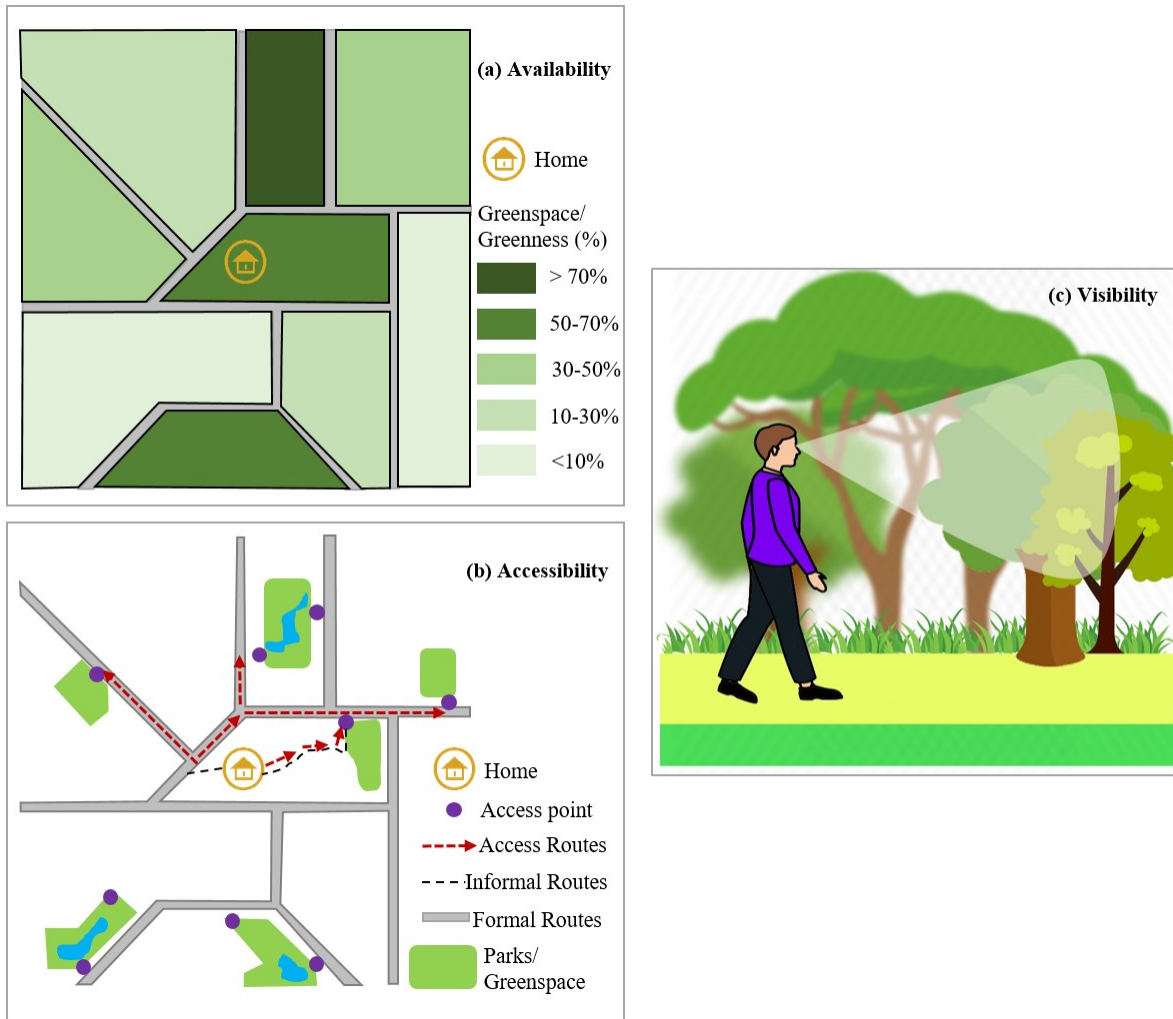 (a) Availability
Home
Greenspace/
Greenness (%)
> 70%
50-70%
30-50%
10-30%
<10%
(b) Accessibility
Home
Access point
Access Routes
Informal Routes
Formal Routes
Parks/
Greenspace
(c) Visibility